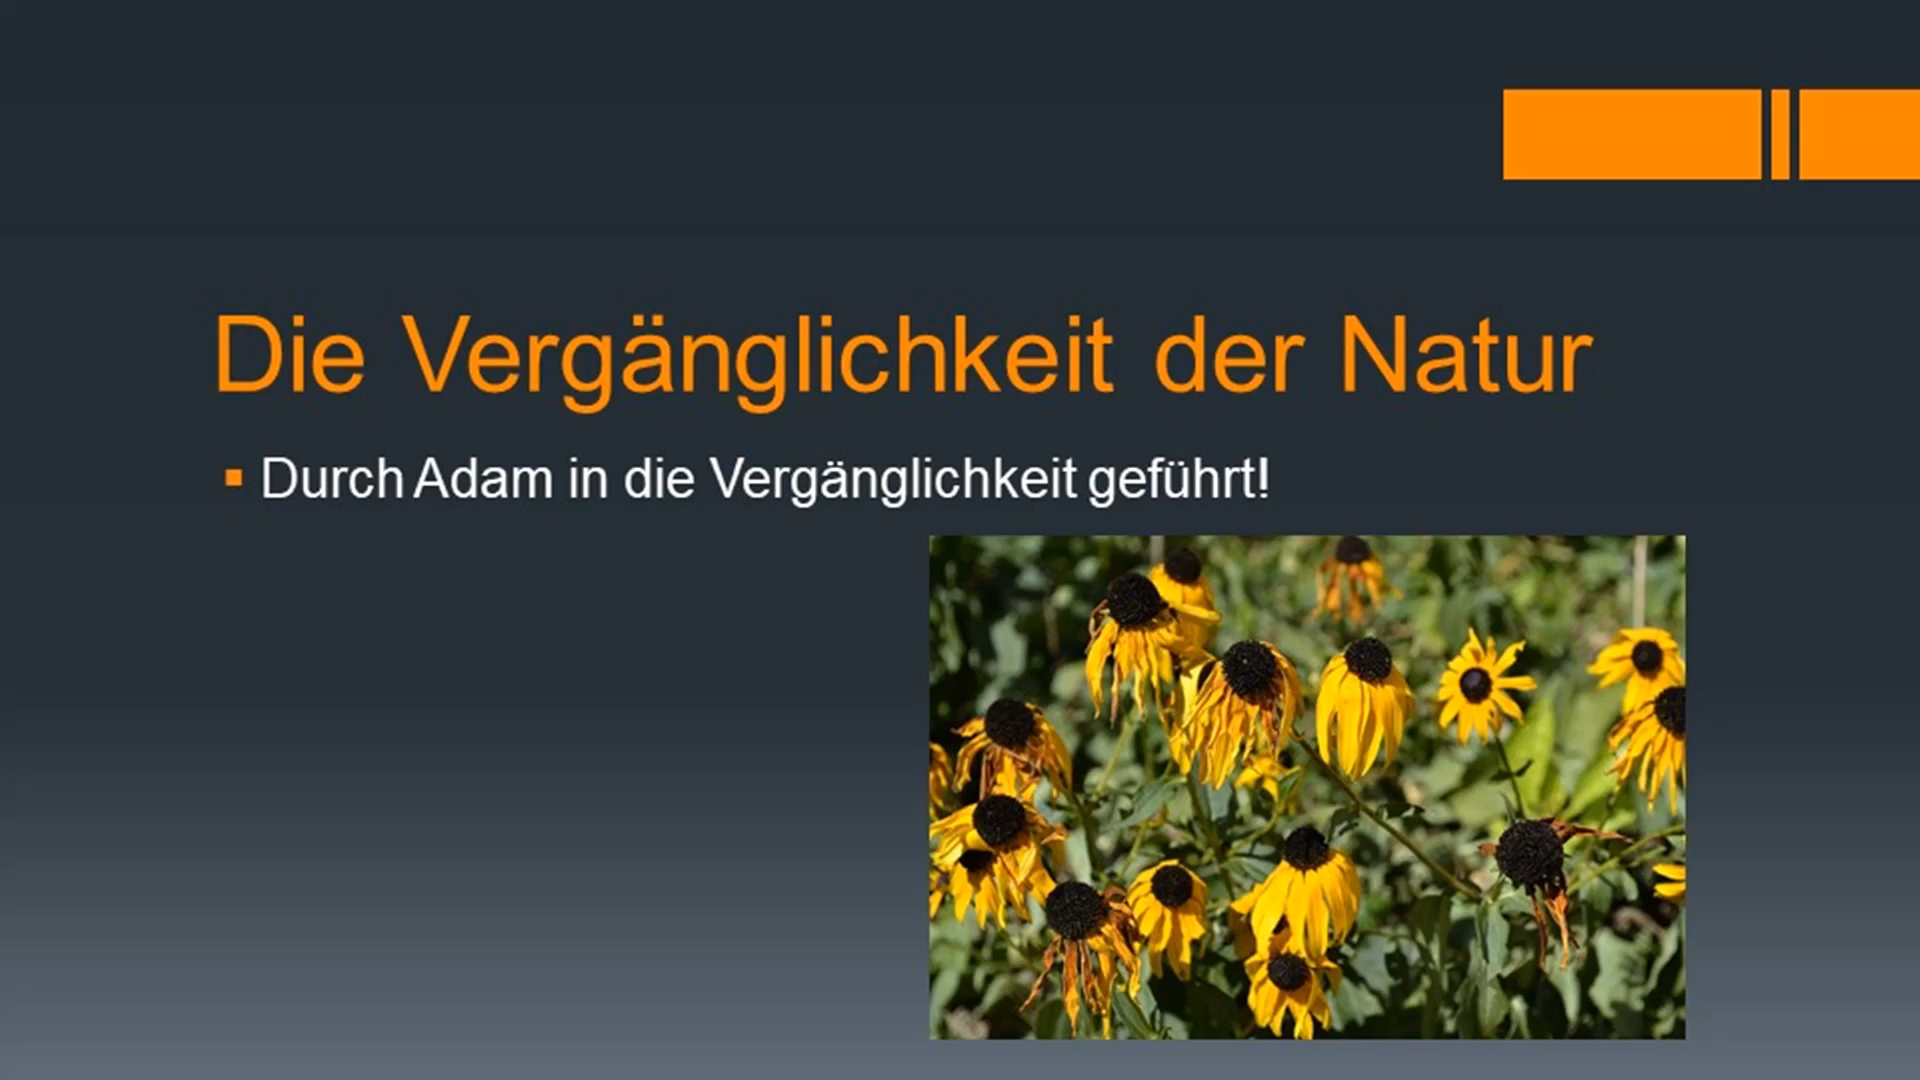 Die Vergänglichkeit der Natur
Durch Adam in die Vergänglichkeit geführt!